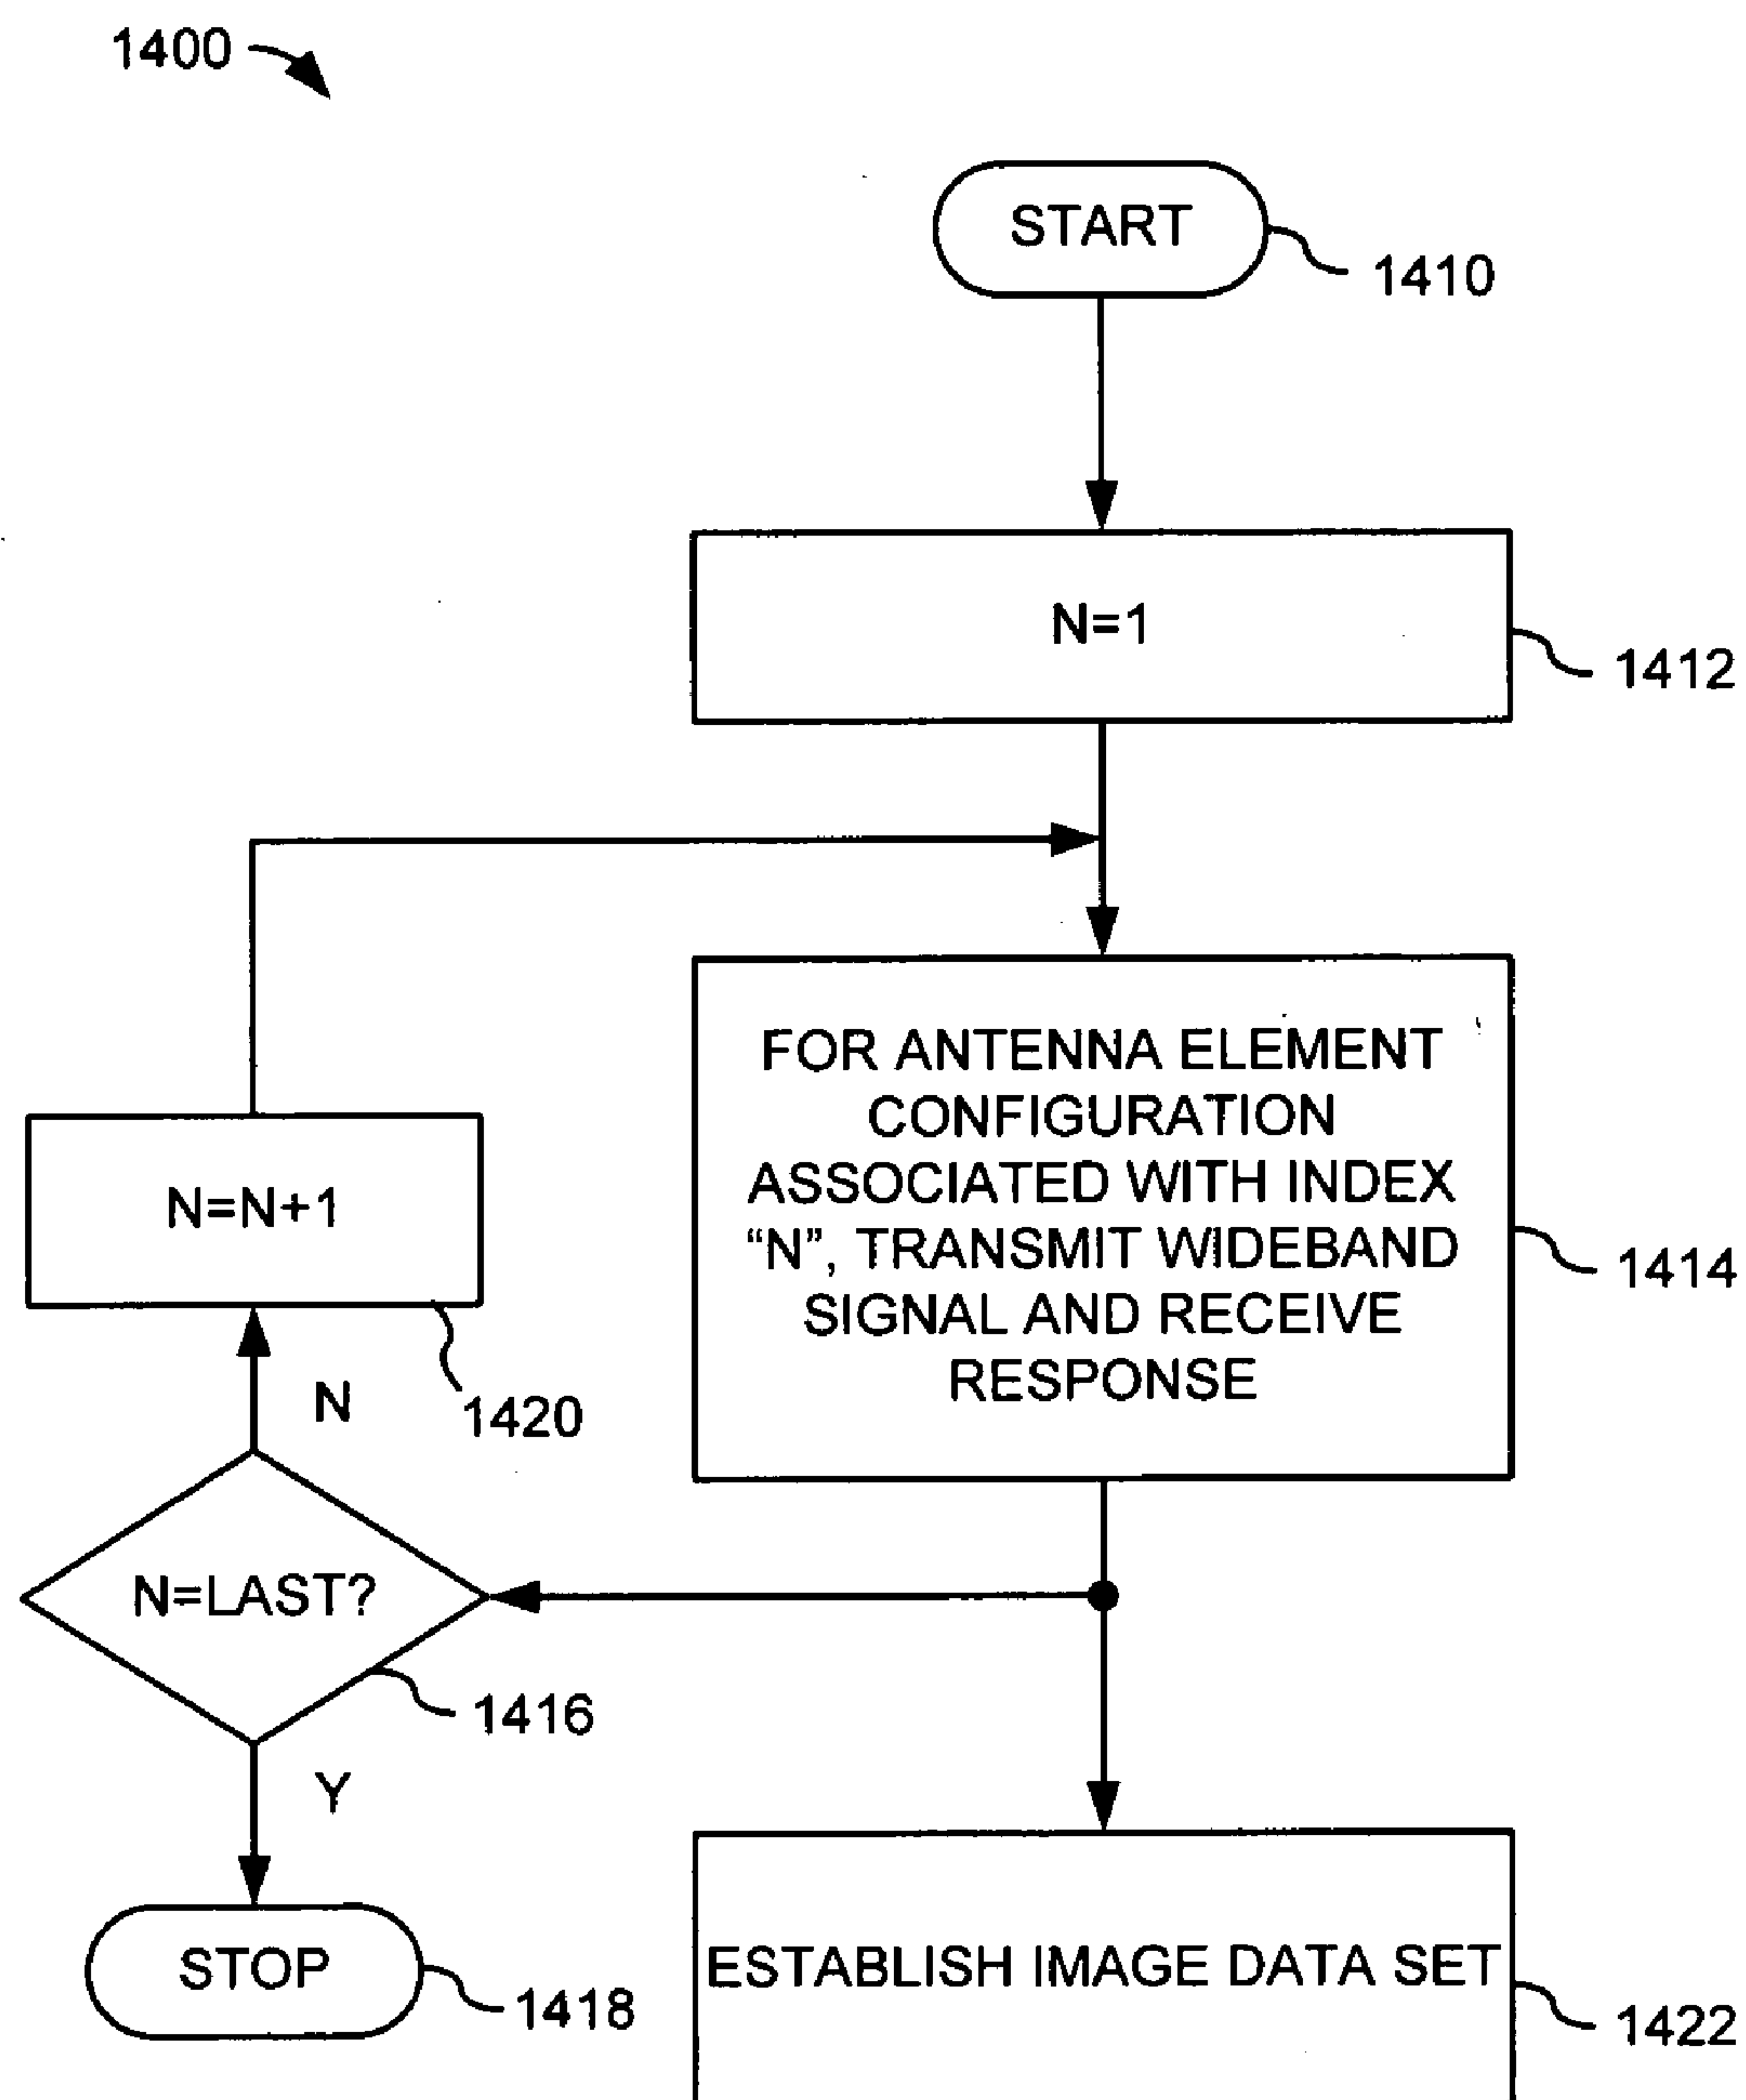 1400
START
1410
N=1
1412
FOR ANTENNA ELEMENT
CONFIGURATION
ASSOCIATED WITH INDEX
“N”, TRANSMIT WIDEBAND
SIGNAL AND RECEIVE
RESPONSE
1414
N=N+1
1420
N
N=LAST?
1416
Y
STOP
1418
ESTABLISH IMAGE DATA SET
1422